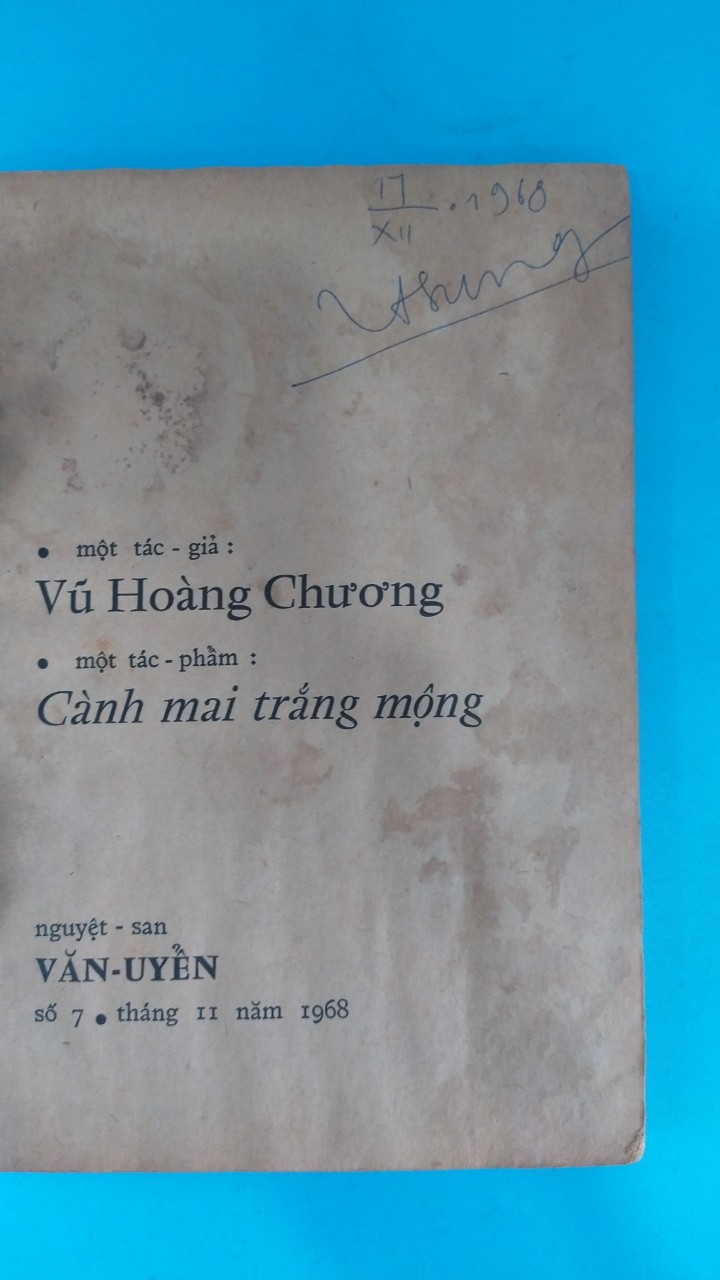 17
XII . 1968
• một tác - giả :
Vũ Hoàng Chương
• một tác - phẩm :
Cành mai trắng mộng
nguyệt - san
VĂN-UYỂN
số 7 • tháng 11 năm 1968